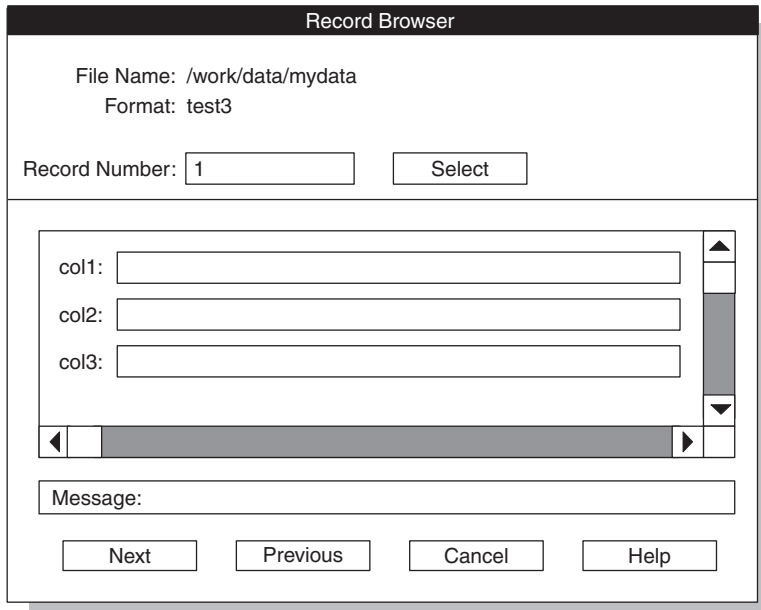 Record Browser
File Name: /work/data/mydata
Format: test3
Record Number: 1 Select
col1:
col2:
col3:
Message:
Next Previous Cancel Help